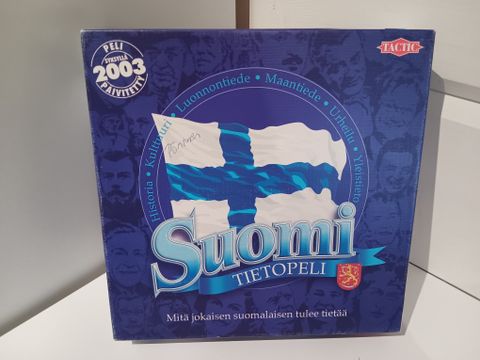 PELI
SYKSYLLÄ
2003
PÄIVITETTY
TACTIC
Historia • Kulttuuri • Luonnontiede • Maantiede • Urheilu • Yleistieto
Suomi
TIETOPELI
Mitä jokaisen suomalaisen tulee tietää